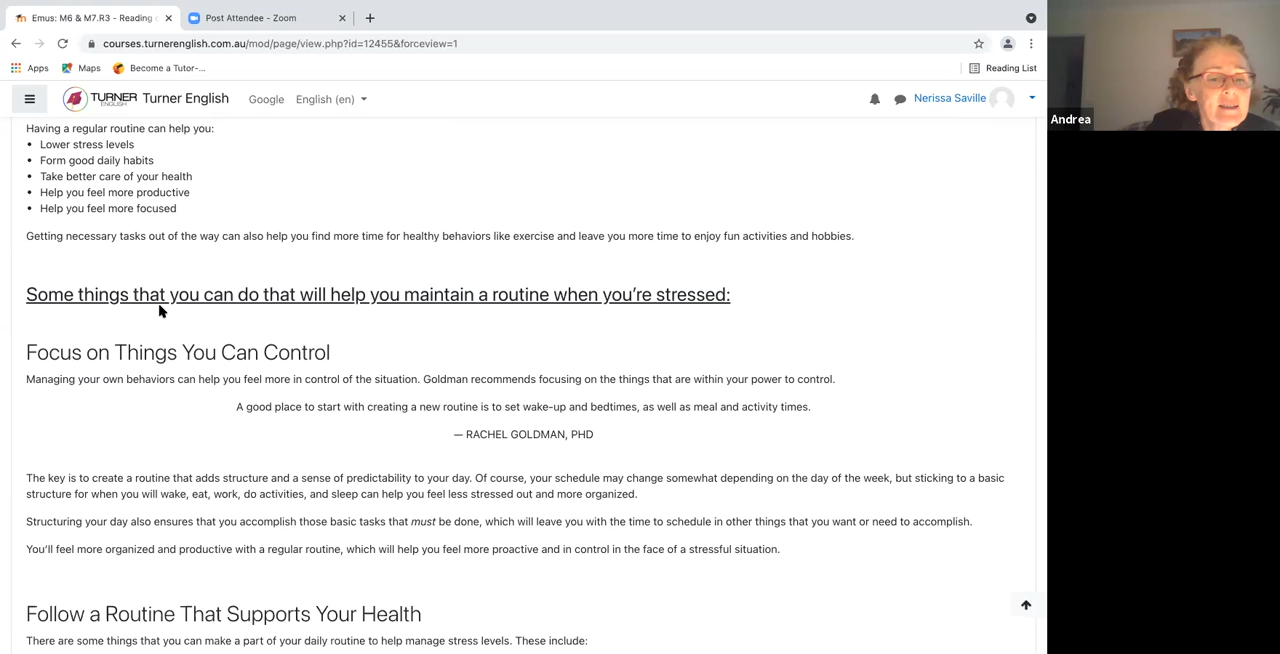 Emus: M6 & M7.R3 - Reading
Post Attendee - Zoom
courses.turnerenglish.com.au/mod/page/view.php?id=12455&forceview=1
Apps Maps Become a Tutor-... Reading List
TURNER ENGLISH Turner English Google English (en) Nerissa Saville
Andrea
Having a regular routine can help you:
• Lower stress levels
• Form good daily habits
• Take better care of your health
• Help you feel more productive
• Help you feel more focused
Getting necessary tasks out of the way can also help you find more time for healthy behaviors like exercise and leave you more time to enjoy fun activities and hobbies.
Some things that you can do that will help you maintain a routine when you’re stressed:
Focus on Things You Can Control
Managing your own behaviors can help you feel more in control of the situation. Goldman recommends focusing on the things that are within your power to control.
A good place to start with creating a new routine is to set wake-up and bedtimes, as well as meal and activity times.
— RACHEL GOLDMAN, PHD
The key is to create a routine that adds structure and a sense of predictability to your day. Of course, your schedule may change somewhat depending on the day of the week, but sticking to a basic
structure for when you will wake, eat, work, do activities, and sleep can help you feel less stressed out and more organized.
Structuring your day also ensures that you accomplish those basic tasks that must be done, which will leave you with the time to schedule in other things that you want or need to accomplish.
You’ll feel more organized and productive with a regular routine, which will help you feel more proactive and in control in the face of a stressful situation.
Follow a Routine That Supports Your Health
There are some things that you can make a part of your daily routine to help manage stress levels. These include: